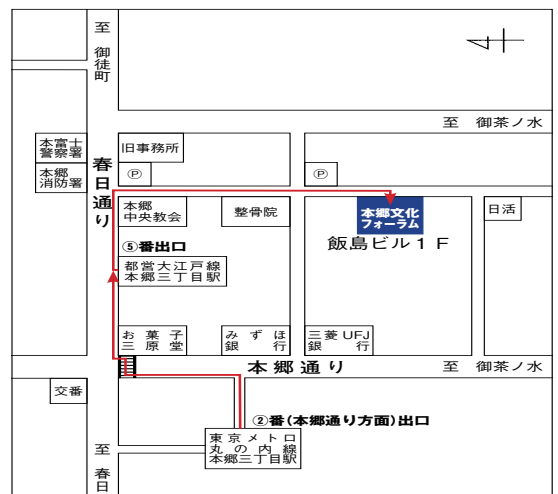 至
御徒町
至 御茶ノ水
本富士
警察署
本郷
消防署
春日通り
旧事務所
Ⓟ
Ⓟ
本郷
中央教会
整骨院
本郷文化
フォーラム
日活
飯島ビル1F
⑤番出口
都営大江戸線
本郷三丁目駅
お菓子
三原堂
みずほ
銀行
三菱UFJ
銀行
本郷通り
至 御茶ノ水
交番
②番(本郷通り方面)出口
東京メトロ
丸の内線
本郷三丁目駅
至
春日